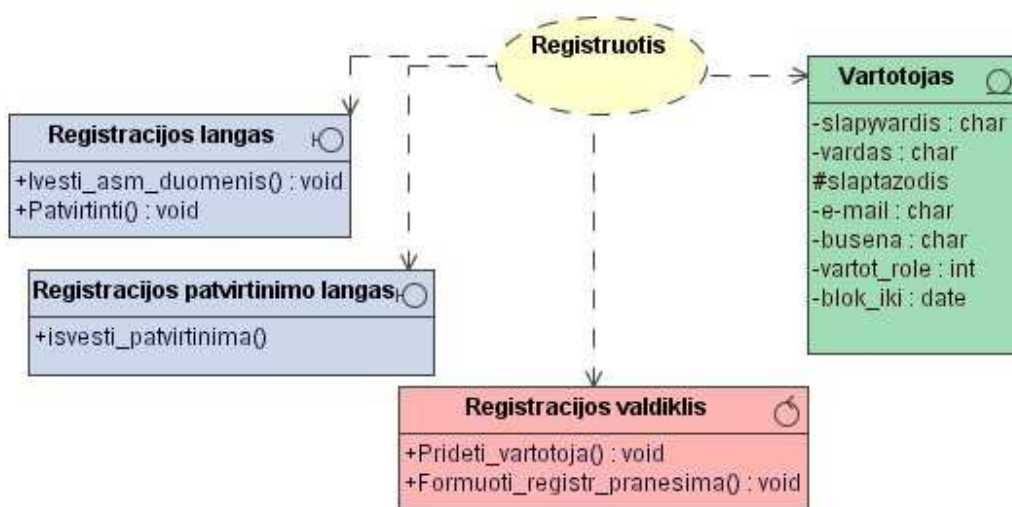 Registruotis
Vartotojas
-slapyvardis : char
-vardas : char
#slaptazodis
-e-mail : char
-busena : char
-vartot_role : int
-blok_iki : date
Registracijos langas
+Ivesti_asm_duomenis() : void
+Patvirtinti() : void
Registracijos patvirtinimo langas
+isvesti_patvirtinima()
Registracijos valdiklis
+Prideti_vartotoja() : void
+Formuoti_registr_pranesima() : void